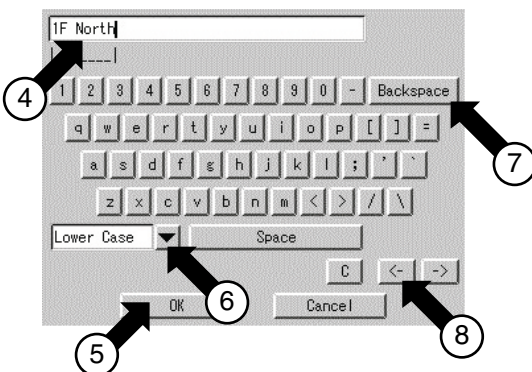 1F North
|_ _ _ ___|
4
1 2 3 4 5 6 7 8 9 0 - Backspace
q w e r t y u i o p [ ] =
7
a s d f g h j k l ; ' `
z x c v b n m < > / \
Lower Case Space
C <- ->
6
OK Cancel
8
5